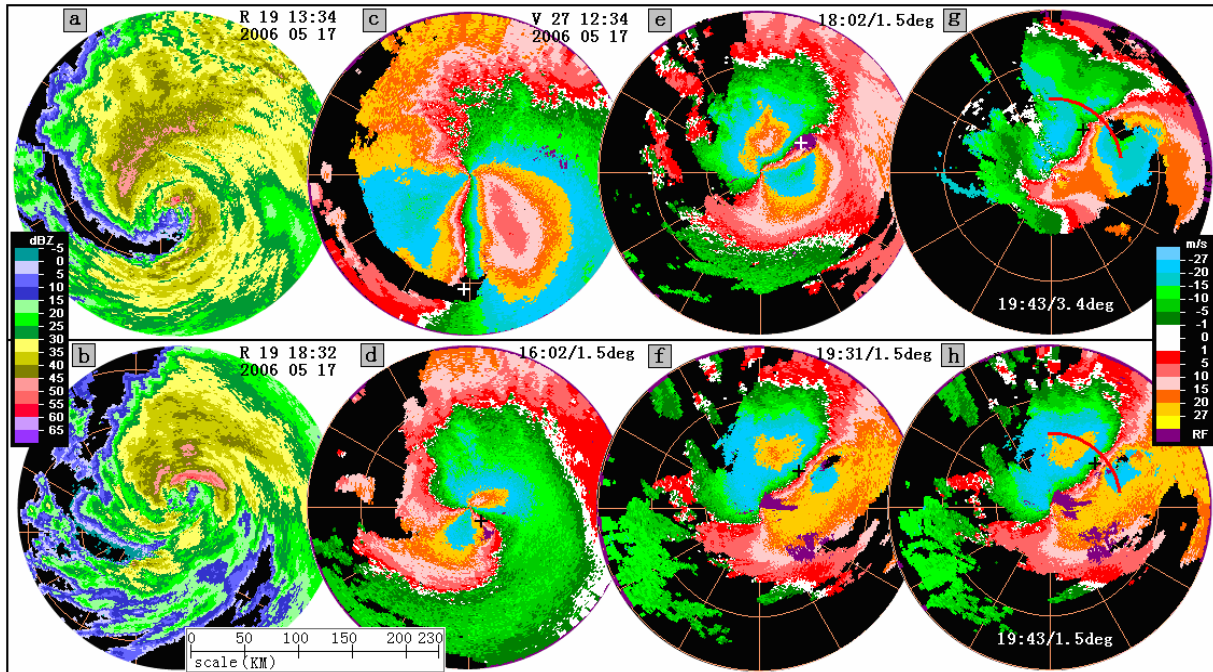 a
R 19 13:34
2006 05 17
c
V 27 12:34
2006 05 17
e
18:02/1.5deg
g
19:43/3.4deg
dBZ
-5
0
5
10
15
20
25
30
35
40
45
50
55
60
65
m/s
-27
-20
-15
-10
-5
-1
0
1
5
10
15
20
27
RF
b
R 19 18:32
2006 05 17
d
16:02/1.5deg
f
19:31/1.5deg
h
19:43/1.5deg
0 50 100 150 200 230
scale(KM)